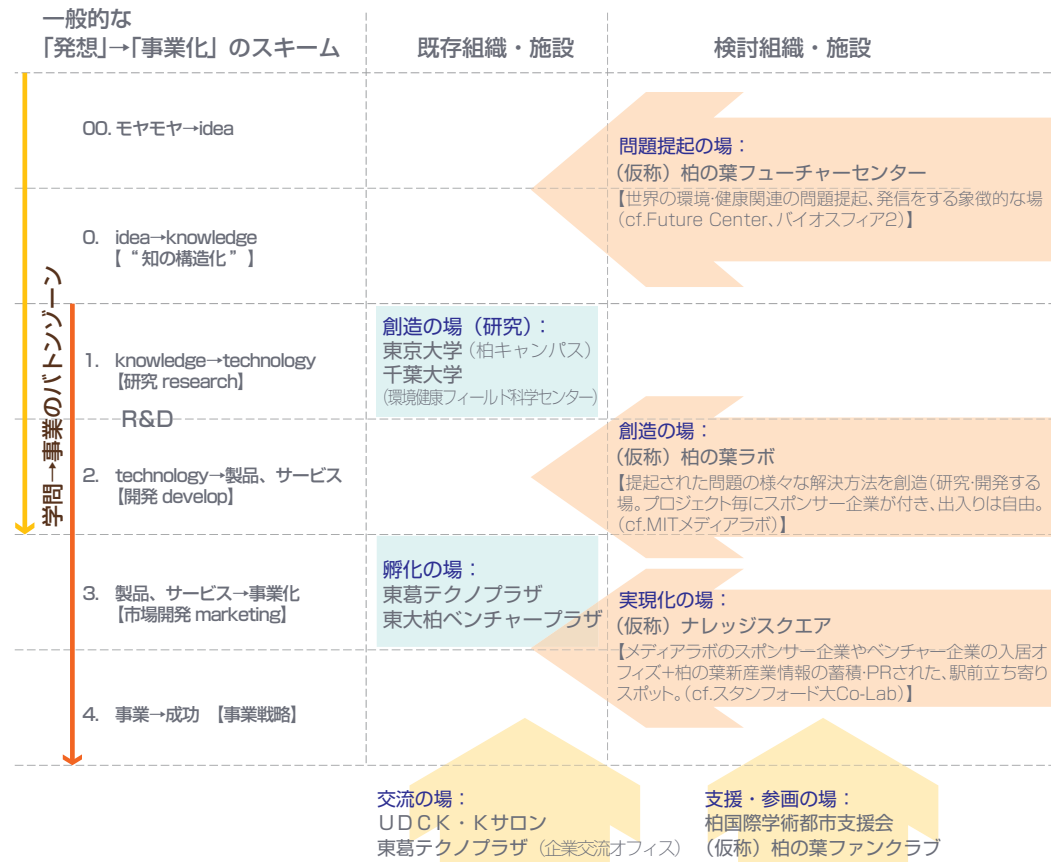 一般的な
「発想」→「事業化」のスキーム
既存組織・施設
検討組織・施設
00. モヤモヤ→idea
問題提起の場：
（仮称）柏の葉フューチャーセンター
【世界の環境・健康関連の問題提起、発信をする象徴的な場
(cf.Future Center、バイオスフィア2)】
0. idea→knowledge
【 “ 知の構造化 ” 】
学問→事業のバトンゾーン
1. knowledge→technology
【研究 research】
創造の場（研究）：
東京大学（柏キャンパス）
千葉大学
（環境健康フィールド科学センター）
R&D
2. technology→製品、サービス
【開発 develop】
創造の場：
（仮称）柏の葉ラボ
【提起された問題の様々な解決方法を創造（研究・開発する
場。プロジェクト毎にスポンサー企業が付き、出入りは自由。
(cf.MITメディアラボ)】
3. 製品、サービス→事業化
【市場開発 marketing】
孵化の場：
東葛テクノプラザ
東大柏ベンチャープラザ
実現化の場：
（仮称）ナレッジスクエア
【メディアラボのスポンサー企業やベンチャー企業の入居オ
フィズ+柏の葉新産業情報の蓄積・PRされた、駅前立ち寄り
スポット。(cf.スタンフォード大Co-Lab)】
4. 事業→成功 【事業戦略】
交流の場：
ＵＤＣＫ・Ｋサロン
東葛テクノプラザ（企業交流オフィス）
支援・参画の場：
柏国際学術都市支援会
（仮称）柏の葉ファンクラブ